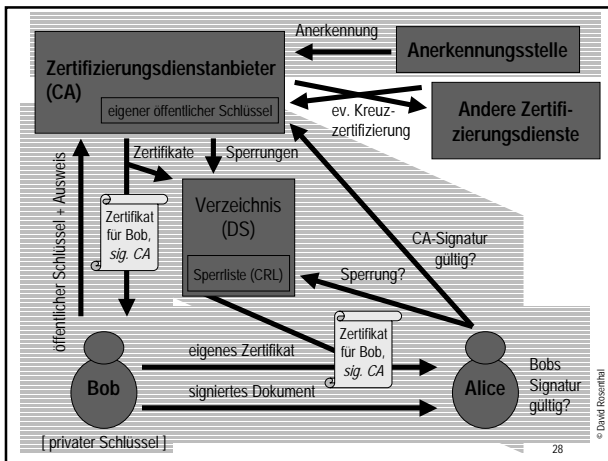 Anerkennung
Anerkennungsstelle
Zertifizierungsdienstanbieter
(CA)
eigener öffentlicher Schlüssel
ev. Kreuz-
zertifizierung
Andere Zertifi-
zierungsdienste
Zertifikate
Sperrungen
öffentlicher Schlüssel + Ausweis
Zertifikat
für Bob,
sig. CA
Verzeichnis
(DS)
Sperrliste (CRL)
CA-Signatur
gültig?
Sperrung?
Zertifikat
für Bob,
sig. CA
eigenes Zertifikat
signiertes Dokument
Bob
Alice
Bobs
Signatur
gültig?
[ privater Schlüssel ]
28
© David Rosenthal